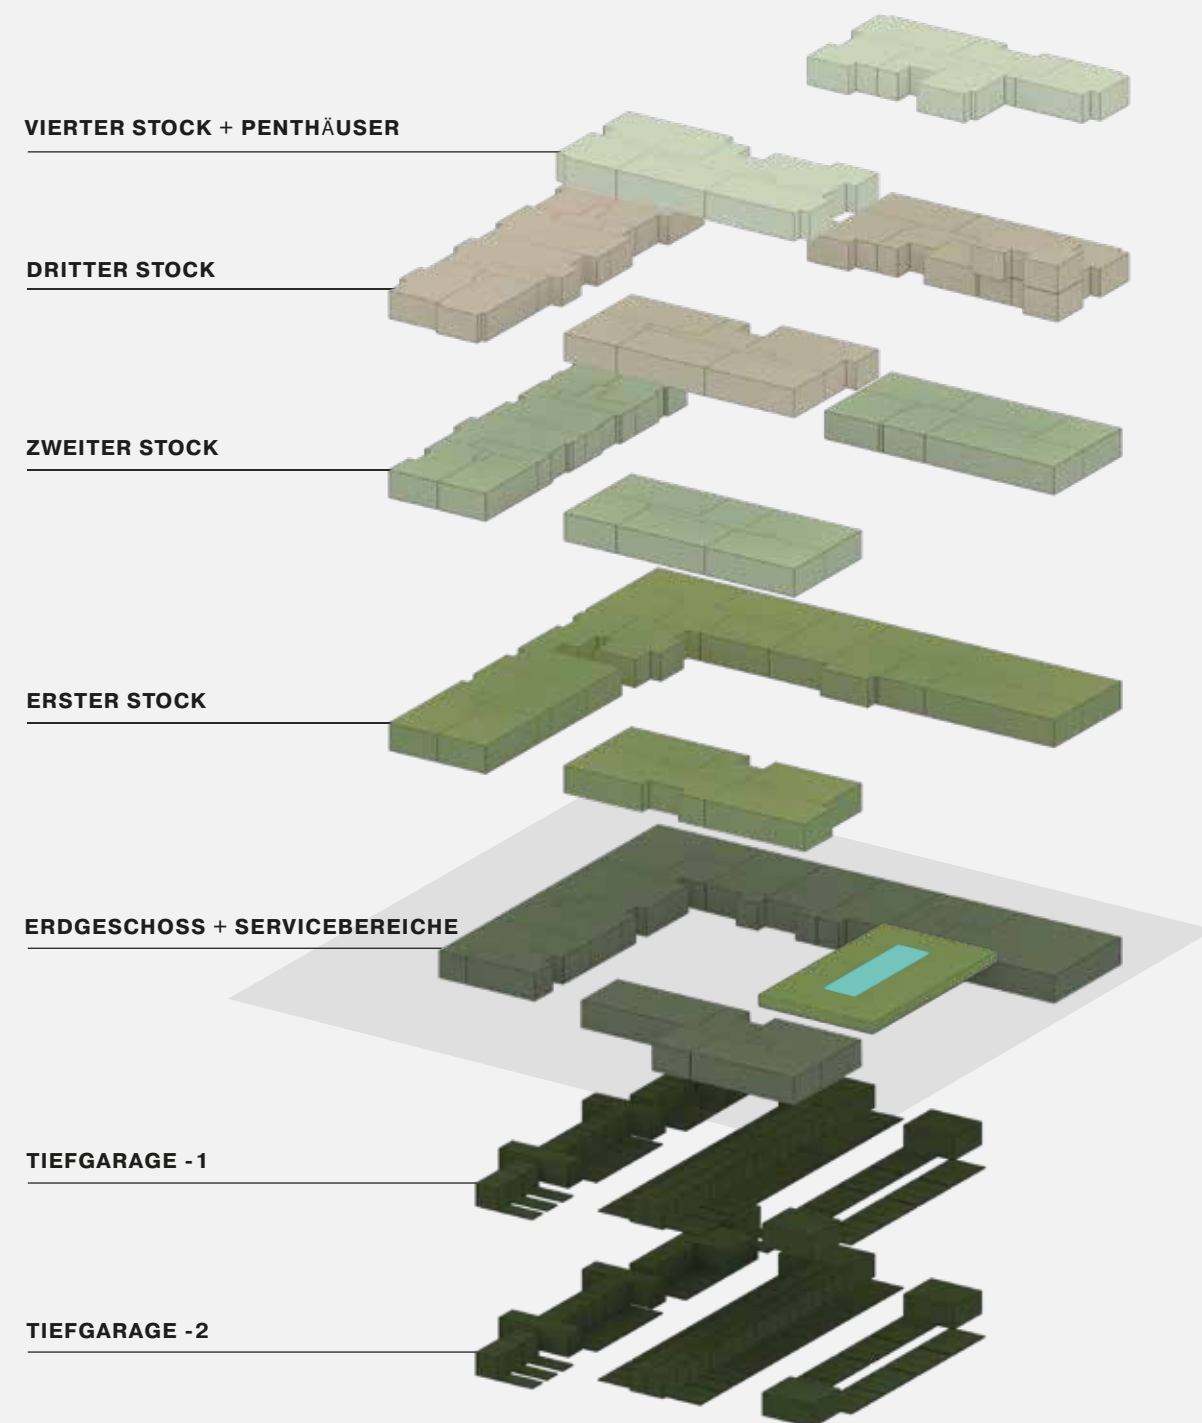 VIERTER STOCK + PENTHÄUSER
DRITTER STOCK
ZWEITER STOCK
ERSTER STOCK
ERDGESCHOSS + SERVICEBEREICHE
TIEFGARAGE -1
TIEFGARAGE -2